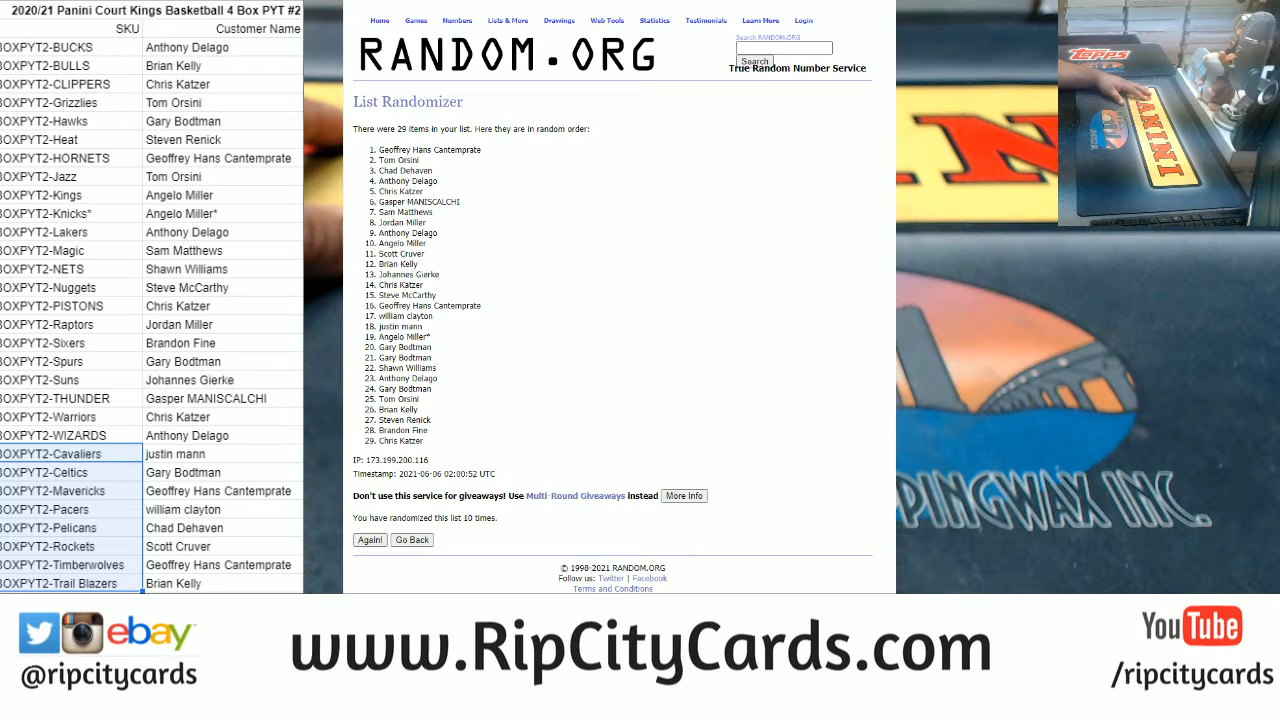 2020/21 Panini Court Kings Basketball 4 Box PYT #2
SKU Customer Name
BOXPYT2-BUCKS Anthony Delago
BOXPYT2-BULLS Brian Kelly
BOXPYT2-CLIPPERS Chris Katzer
BOXPYT2-Grizzlies Tom Orsini
BOXPYT2-Hawks Gary Bodtman
BOXPYT2-Heat Steven Renick
BOXPYT2-HORNETS Geoffrey Hans Cantemprate
BOXPYT2-Jazz Tom Orsini
BOXPYT2-Kings Angelo Miller
BOXPYT2-Knicks* Angelo Miller*
BOXPYT2-Lakers Anthony Delago
BOXPYT2-Magic Sam Matthews
BOXPYT2-NETS Shawn Williams
BOXPYT2-Nuggets Steve McCarthy
BOXPYT2-PISTONS Chris Katzer
BOXPYT2-Raptors Jordan Miller
BOXPYT2-Sixers Brandon Fine
BOXPYT2-Spurs Gary Bodtman
BOXPYT2-Suns Johannes Gierke
BOXPYT2-THUNDER Gasper MANISCALCHI
BOXPYT2-Warriors Chris Katzer
BOXPYT2-WIZARDS Anthony Delago
BOXPYT2-Cavaliers justin mann
BOXPYT2-Celtics Gary Bodtman
BOXPYT2-Mavericks Geoffrey Hans Cantemprate
BOXPYT2-Pacers william clayton
BOXPYT2-Pelicans Chad Dehaven
BOXPYT2-Rockets Scott Cruver
BOXPYT2-Timberwolves Geoffrey Hans Cantemprate
BOXPYT2-Trail Blazers Brian Kelly
Home Games Numbers Lists & More Drawings Web Tools Statistics Testimonials Learn More Login
RANDOM.ORG
Search RANDOM.ORG
Search
True Random Number Service
List Randomizer
There were 29 items in your list. Here they are in random order:
1. Geoffrey Hans Cantemprate
2. Tom Orsini
3. Chad Dehaven
4. Anthony Delago
5. Chris Katzer
6. Gasper MANISCALCHI
7. Sam Matthews
8. Jordan Miller
9. Anthony Delago
10. Angelo Miller
11. Scott Cruver
12. Brian Kelly
13. Johannes Gierke
14. Chris Katzer
15. Steve McCarthy
16. Geoffrey Hans Cantemprate
17. william clayton
18. justin mann
19. Angelo Miller*
20. Gary Bodtman
21. Gary Bodtman
22. Shawn Williams
23. Anthony Delago
24. Gary Bodtman
25. Tom Orsini
26. Brian Kelly
27. Steven Renick
28. Brandon Fine
29. Chris Katzer
IP: 173.199.200.116
Timestamp: 2021-06-06 02:00:52 UTC
Don't use this service for giveaways! Use Multi-Round Giveaways instead More Info
You have randomized this list 10 times.
Again! Go Back
© 1998-2021 RANDOM.ORG
Follow us: Twitter | Facebook
Terms and Conditions
TOPPS
PANINI
PINGWAX INC.
ebay
@ripcitycards
www.RipCityCards.com
YouTube
/ripcitycards